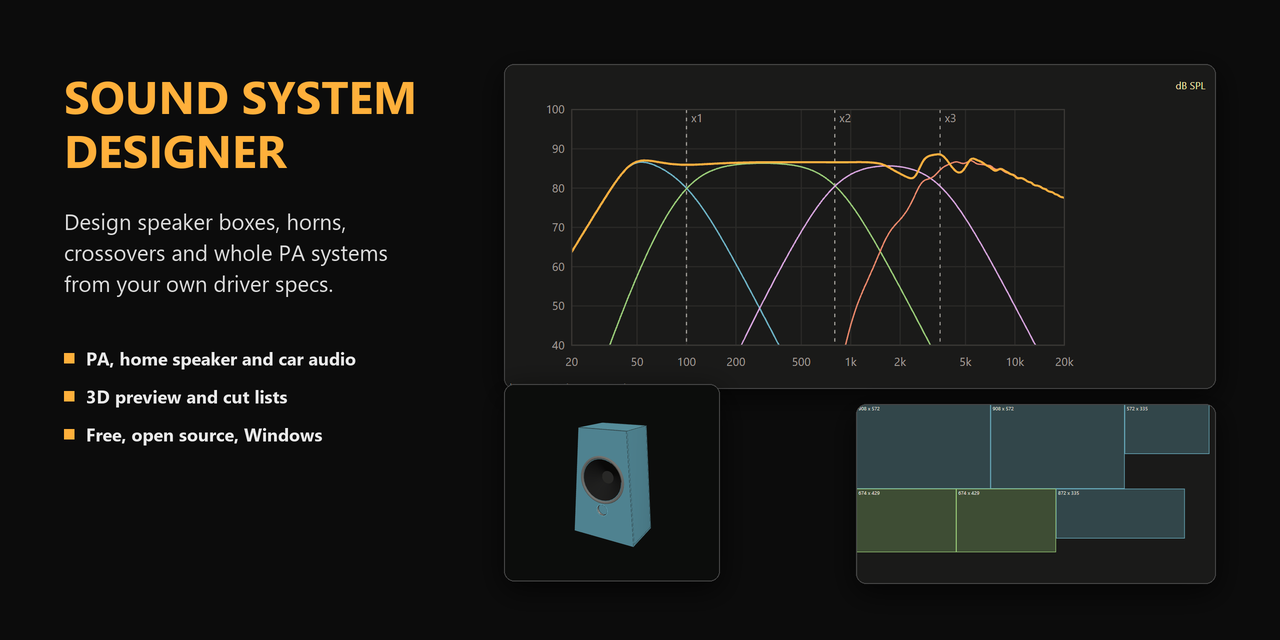 SOUND SYSTEM
DESIGNER
Design speaker boxes, horns,
crossovers and whole PA systems
from your own driver specs.
PA, home speaker and car audio
3D preview and cut lists
Free, open source, Windows
dB SPL
x1 x2 x3
100
90
80
70
60
50
40
20 50 100 200 500 1k 2k 5k 10k 20k
908 x 572 908 x 572 572 x 335
674 x 429 674 x 429 872 x 335